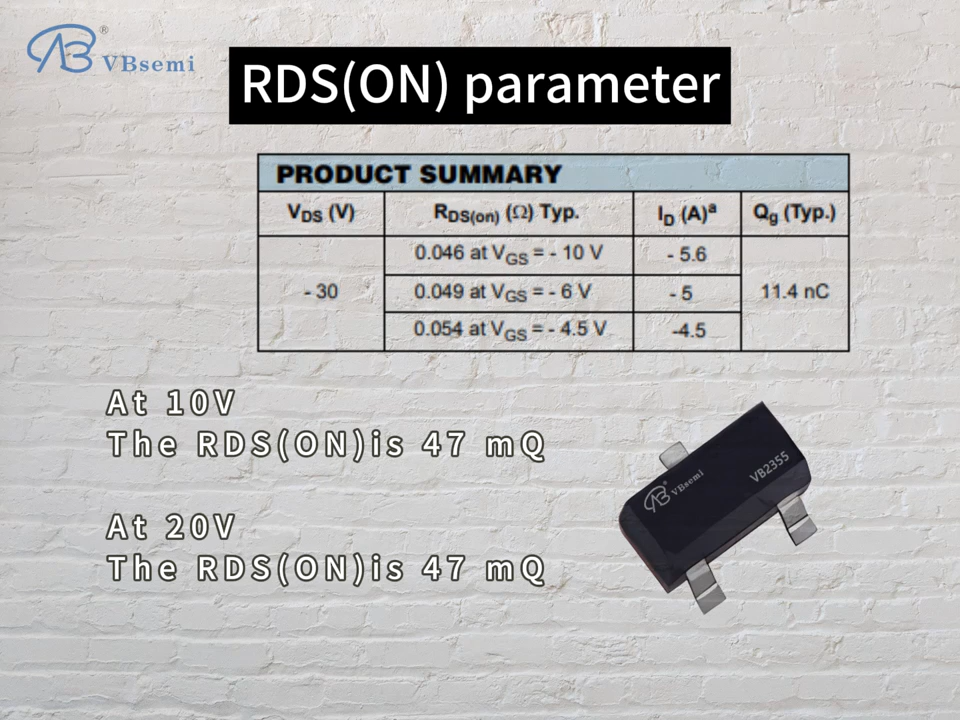 VBsemi ®
RDS(ON) parameter
PRODUCT SUMMARY
VDS (V) RDS(on) (Ω) Typ. ID (A)a Qg (Typ.)
0.046 at VGS = - 10 V - 5.6
- 30 0.049 at VGS = - 6 V - 5 11.4 nC
0.054 at VGS = - 4.5 V -4.5
At 10V
The RDS(ON)is 47 mQ
At 20V
The RDS(ON)is 47 mQ
VBsemi ®
VB2355